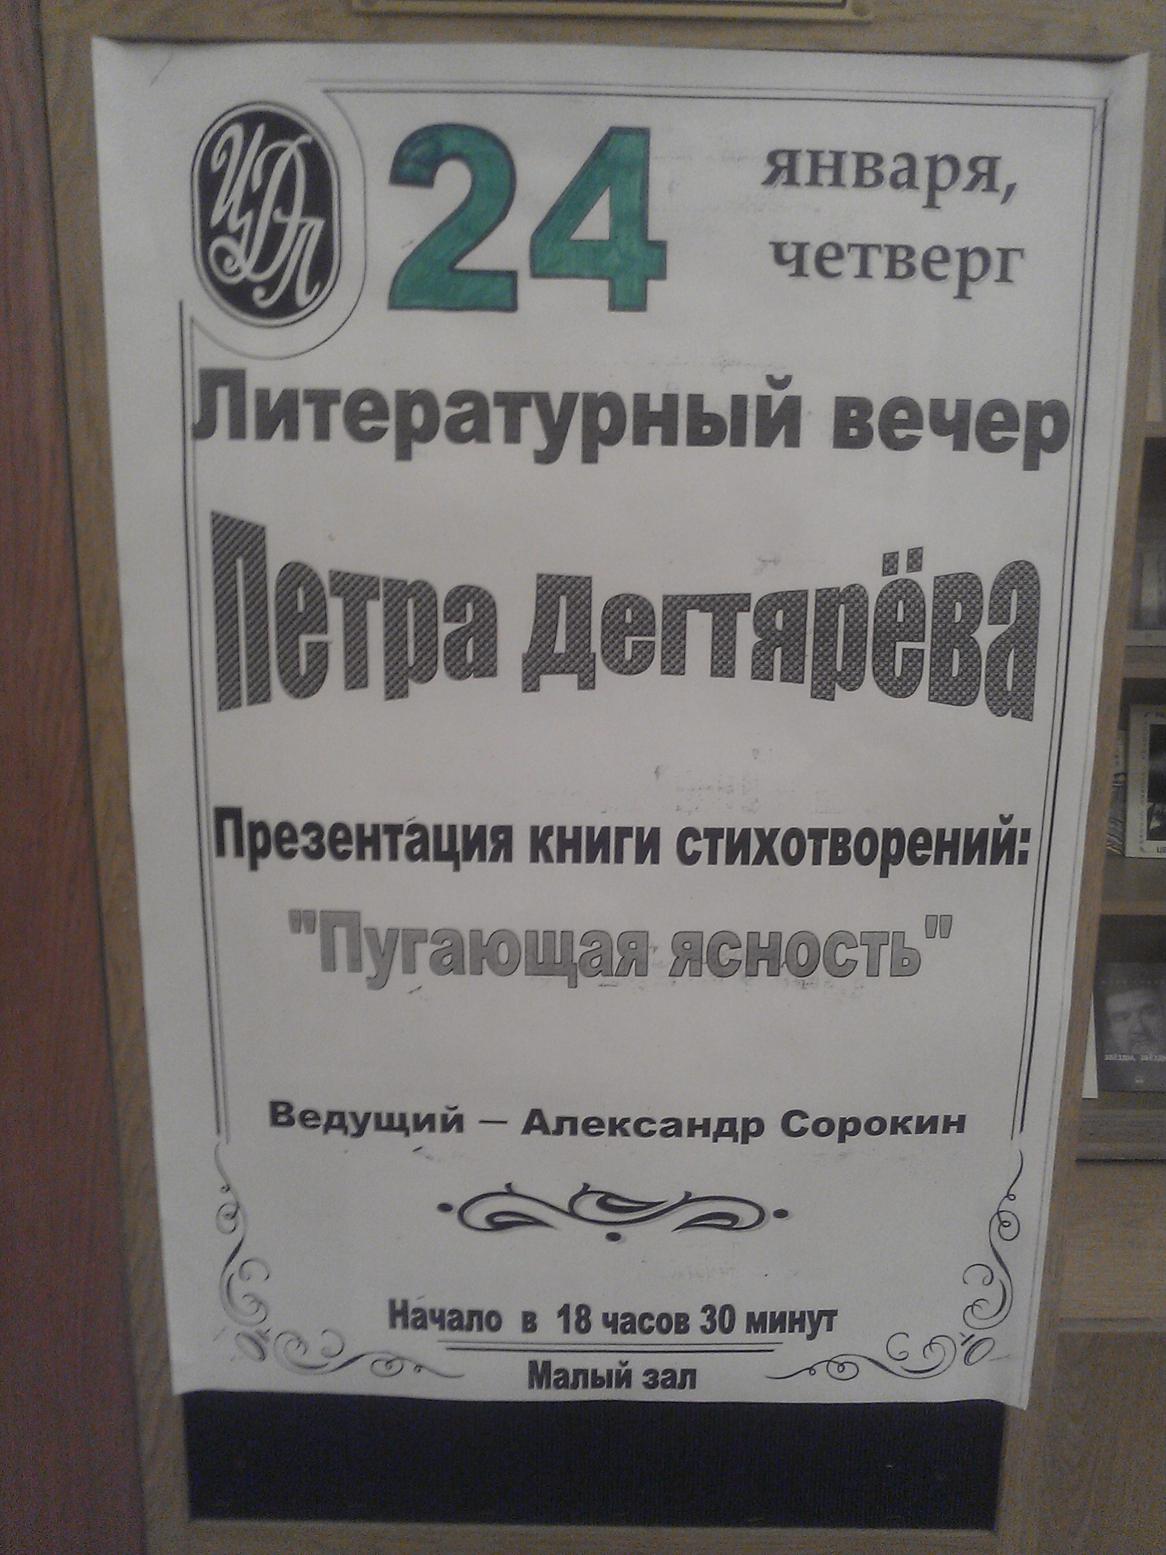 ЦДЛ
24 января,
четверг
Литературный вечер
Петра Дегтярёва
Презентация книги стихотворений:
"Пугающая ясность"
Ведущий — Александр Сорокин
Начало в 18 часов 30 минут
Малый зал